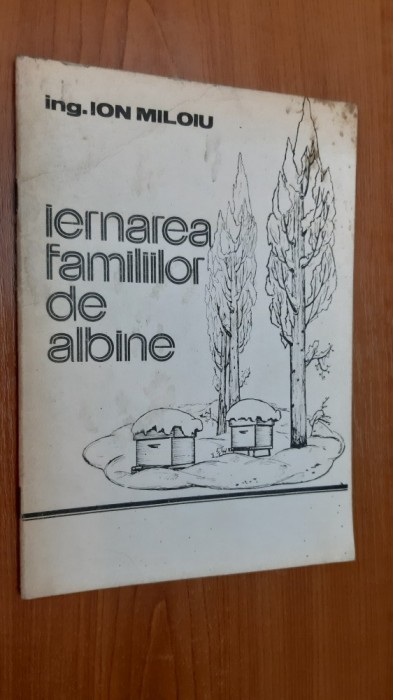 ing. ION MILOIU
iernarea
familiilor
de
albine